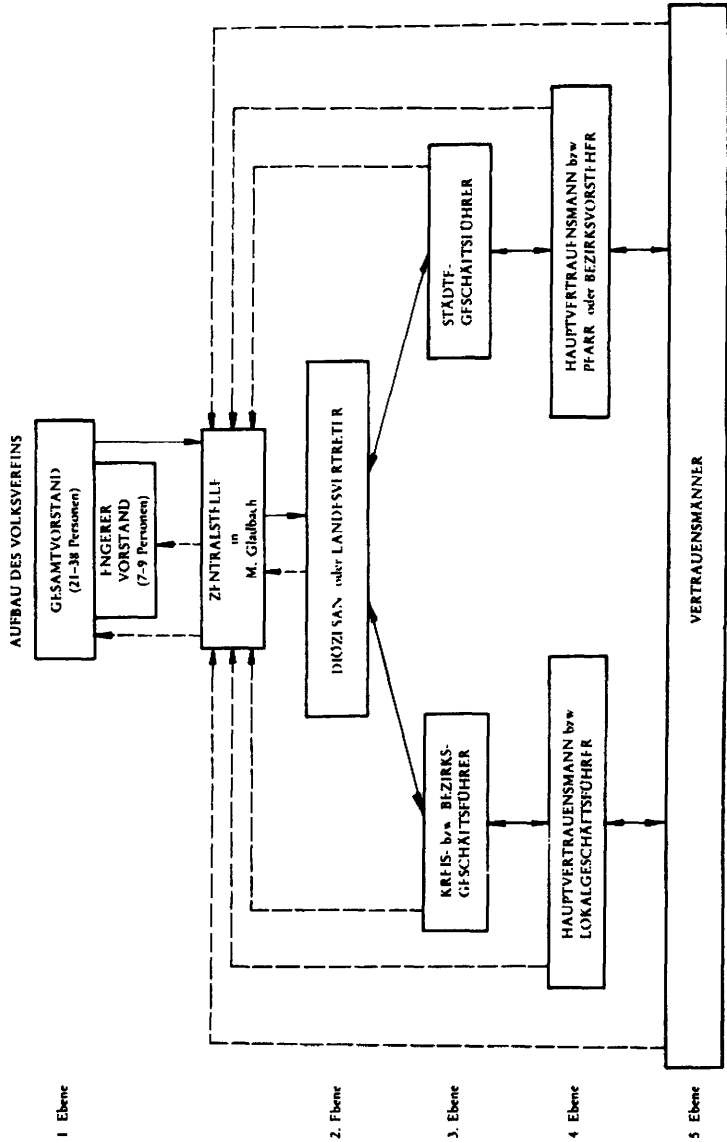 AUFBAU DES VOLKSVEREINS
1 Ebene
GESAMTVORSTAND
(21–38 Personen)
ENGERER
VORSTAND
(7–9 Personen)
ZENTRALSTELLE
in
M. Gladbach
2. Ebene
DIÖZESAN oder LANDESVERTRETER
3. Ebene
KREIS- bzw BEZIRKS-
GESCHÄFTSFÜHRER
STÄDTE-
GESCHÄFTSFÜHRER
4 Ebene
HAUPTVERTRAUENSMANN bzw
LOKALGESCHÄFTSFÜHRER
HAUPTVERTRAUENSMANN bzw
PFARR oder BEZIRKSVORSTEHER
5 Ebene
VERTRAUENSMÄNNER